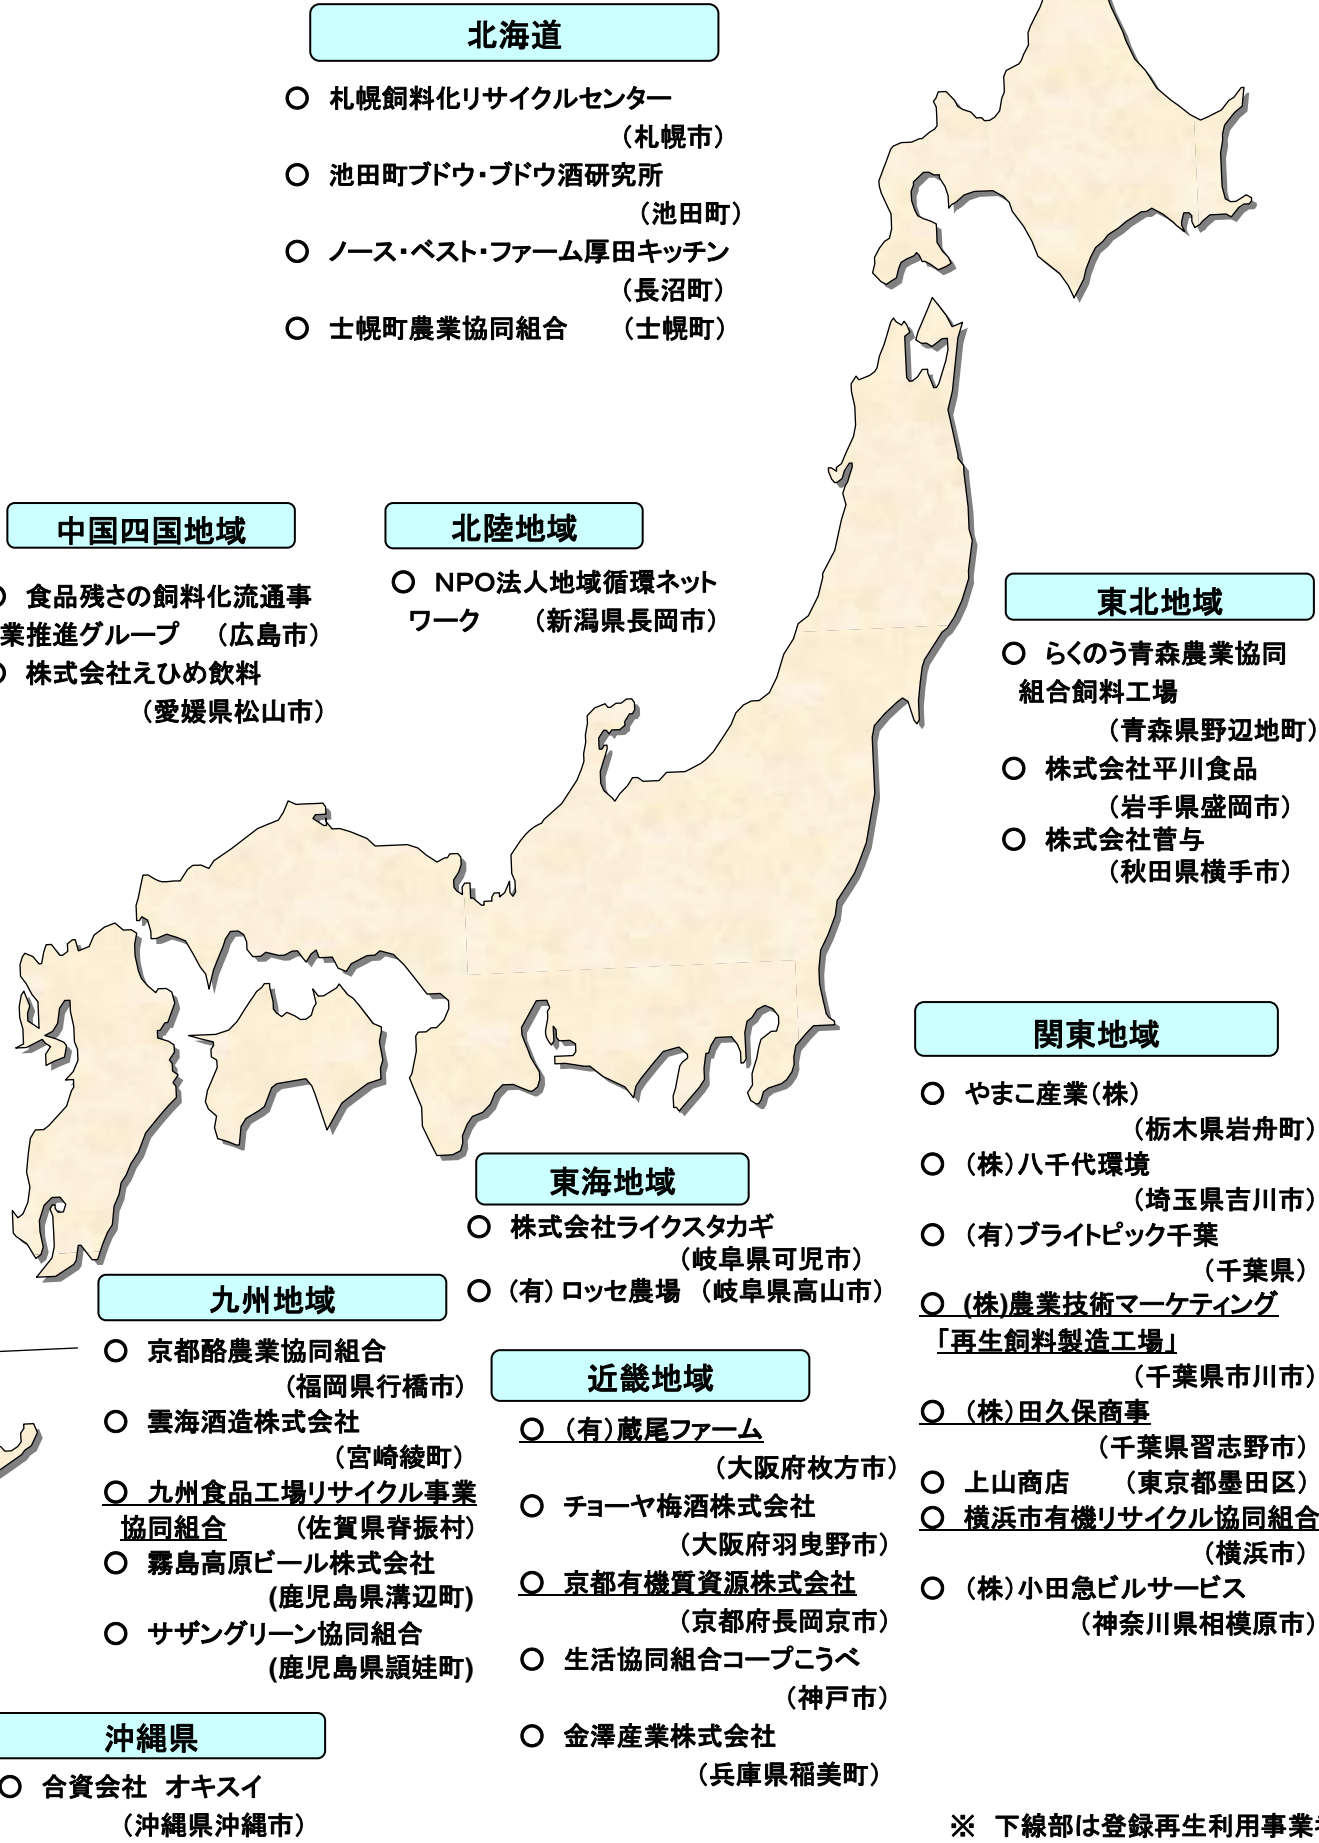 北海道
○ 札幌飼料化リサイクルセンター
（札幌市）
○ 池田町ブドウ・ブドウ酒研究所
（池田町）
○ ノース・ベスト・ファーム厚田キッチン
（長沼町）
○ 士幌町農業協同組合 （士幌町）
中国四国地域
○ 食品残さの飼料化流通事
業推進グループ （広島市）
○ 株式会社えひめ飲料
（愛媛県松山市）
北陸地域
○ NPO法人地域循環ネット
ワーク （新潟県長岡市）
東北地域
○ らくのう青森農業協同
組合飼料工場
（青森県野辺地町）
○ 株式会社平川食品
（岩手県盛岡市）
○ 株式会社菅与
（秋田県横手市）
関東地域
○ やまこ産業（株）
（栃木県岩舟町）
○ （株）八千代環境
（埼玉県吉川市）
○ （有）ブライトピック千葉
（千葉県）
○ (株)農業技術マーケティング
「再生飼料製造工場」
（千葉県市川市）
○ （株）田久保商事
（千葉県習志野市）
○ 上山商店 （東京都墨田区）
○ 横浜市有機リサイクル協同組合
（横浜市）
○ （株）小田急ビルサービス
（神奈川県相模原市）
東海地域
○ 株式会社ライクスタカギ
（岐阜県可児市）
○ （有）ロッセ農場 （岐阜県高山市）
九州地域
○ 京都酪農業協同組合
（福岡県行橋市）
○ 雲海酒造株式会社
（宮崎綾町）
○ 九州食品工場リサイクル事業
協同組合 （佐賀県脊振村）
○ 霧島高原ビール株式会社
(鹿児島県溝辺町)
○ サザングリーン協同組合
(鹿児島県頴娃町)
近畿地域
○ （有）蔵尾ファーム
（大阪府枚方市）
○ チョーヤ梅酒株式会社
（大阪府羽曳野市）
○ 京都有機質資源株式会社
（京都府長岡京市）
○ 生活協同組合コープこうべ
（神戸市）
○ 金澤産業株式会社
（兵庫県稲美町）
沖縄県
○ 合資会社 オキスイ
（沖縄県沖縄市）
※ 下線部は登録再生利用事業者